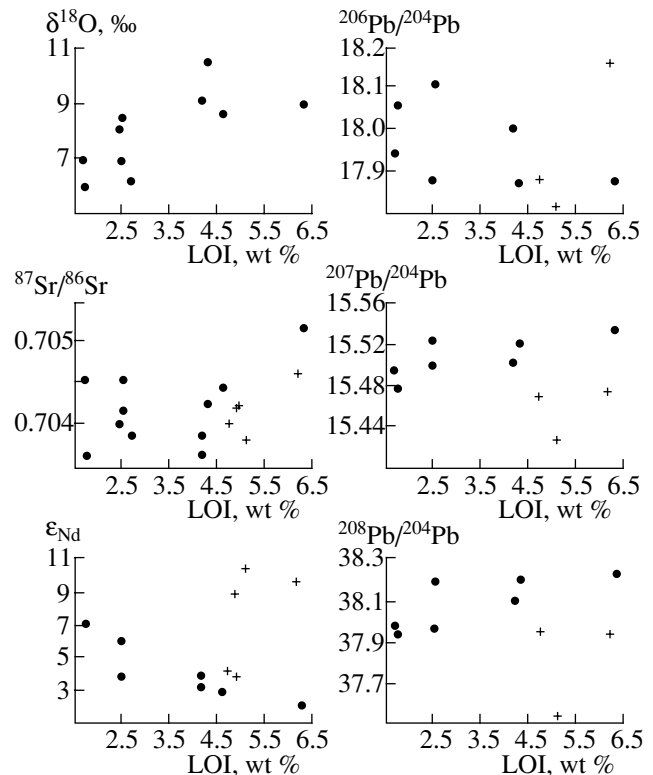 δ¹⁸O, ‰
9
7
2.5 3.5 4.5 5.5 6.5
LOI, wt %
²⁰⁶Pb/²⁰⁴Pb
18.2
18.0
17.9
2.5 3.5 4.5 5.5 6.5
LOI, wt %
⁸⁷Sr/⁸⁶Sr
0.705
0.704
2.5 3.5 4.5 5.5 6.5
LOI, wt %
²⁰⁷Pb/²⁰⁴Pb
15.56
15.52
15.48
15.44
2.5 3.5 4.5 5.5 6.5
LOI, wt %
εNd
11
9
7
5
3
2.5 3.5 4.5 5.5 6.5
LOI, wt %
²⁰⁸Pb/²⁰⁴Pb
38.3
38.1
37.9
37.7
2.5 3.5 4.5 5.5 6.5
LOI, wt %